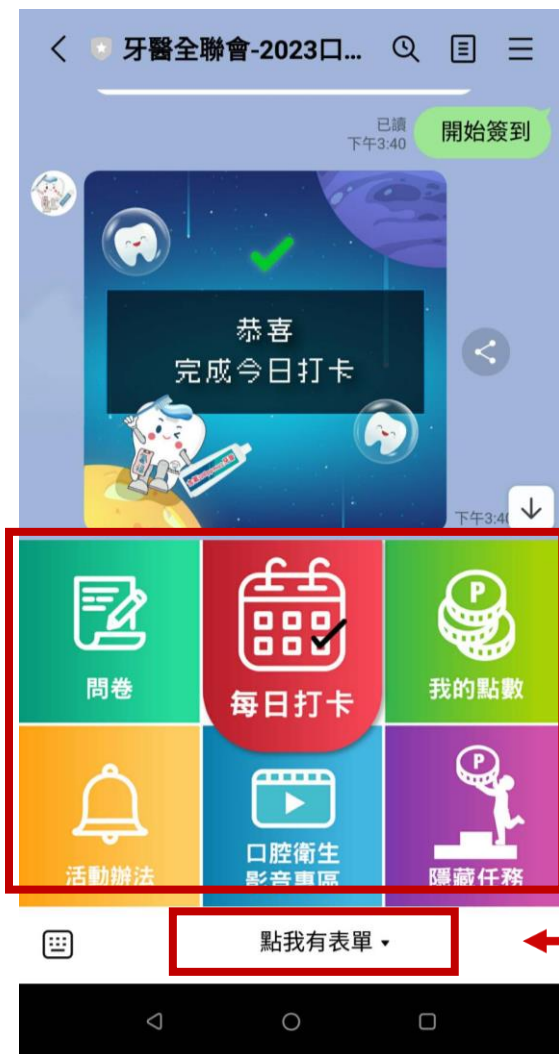 牙醫全聯會-2023口...
已讀
下午3:40
開始簽到
恭喜
完成今日打卡
下午3:4
P
問卷
每日打卡
我的點數
P
活動辦法
口腔衛生
影音專區
隱藏任務
點我有表單